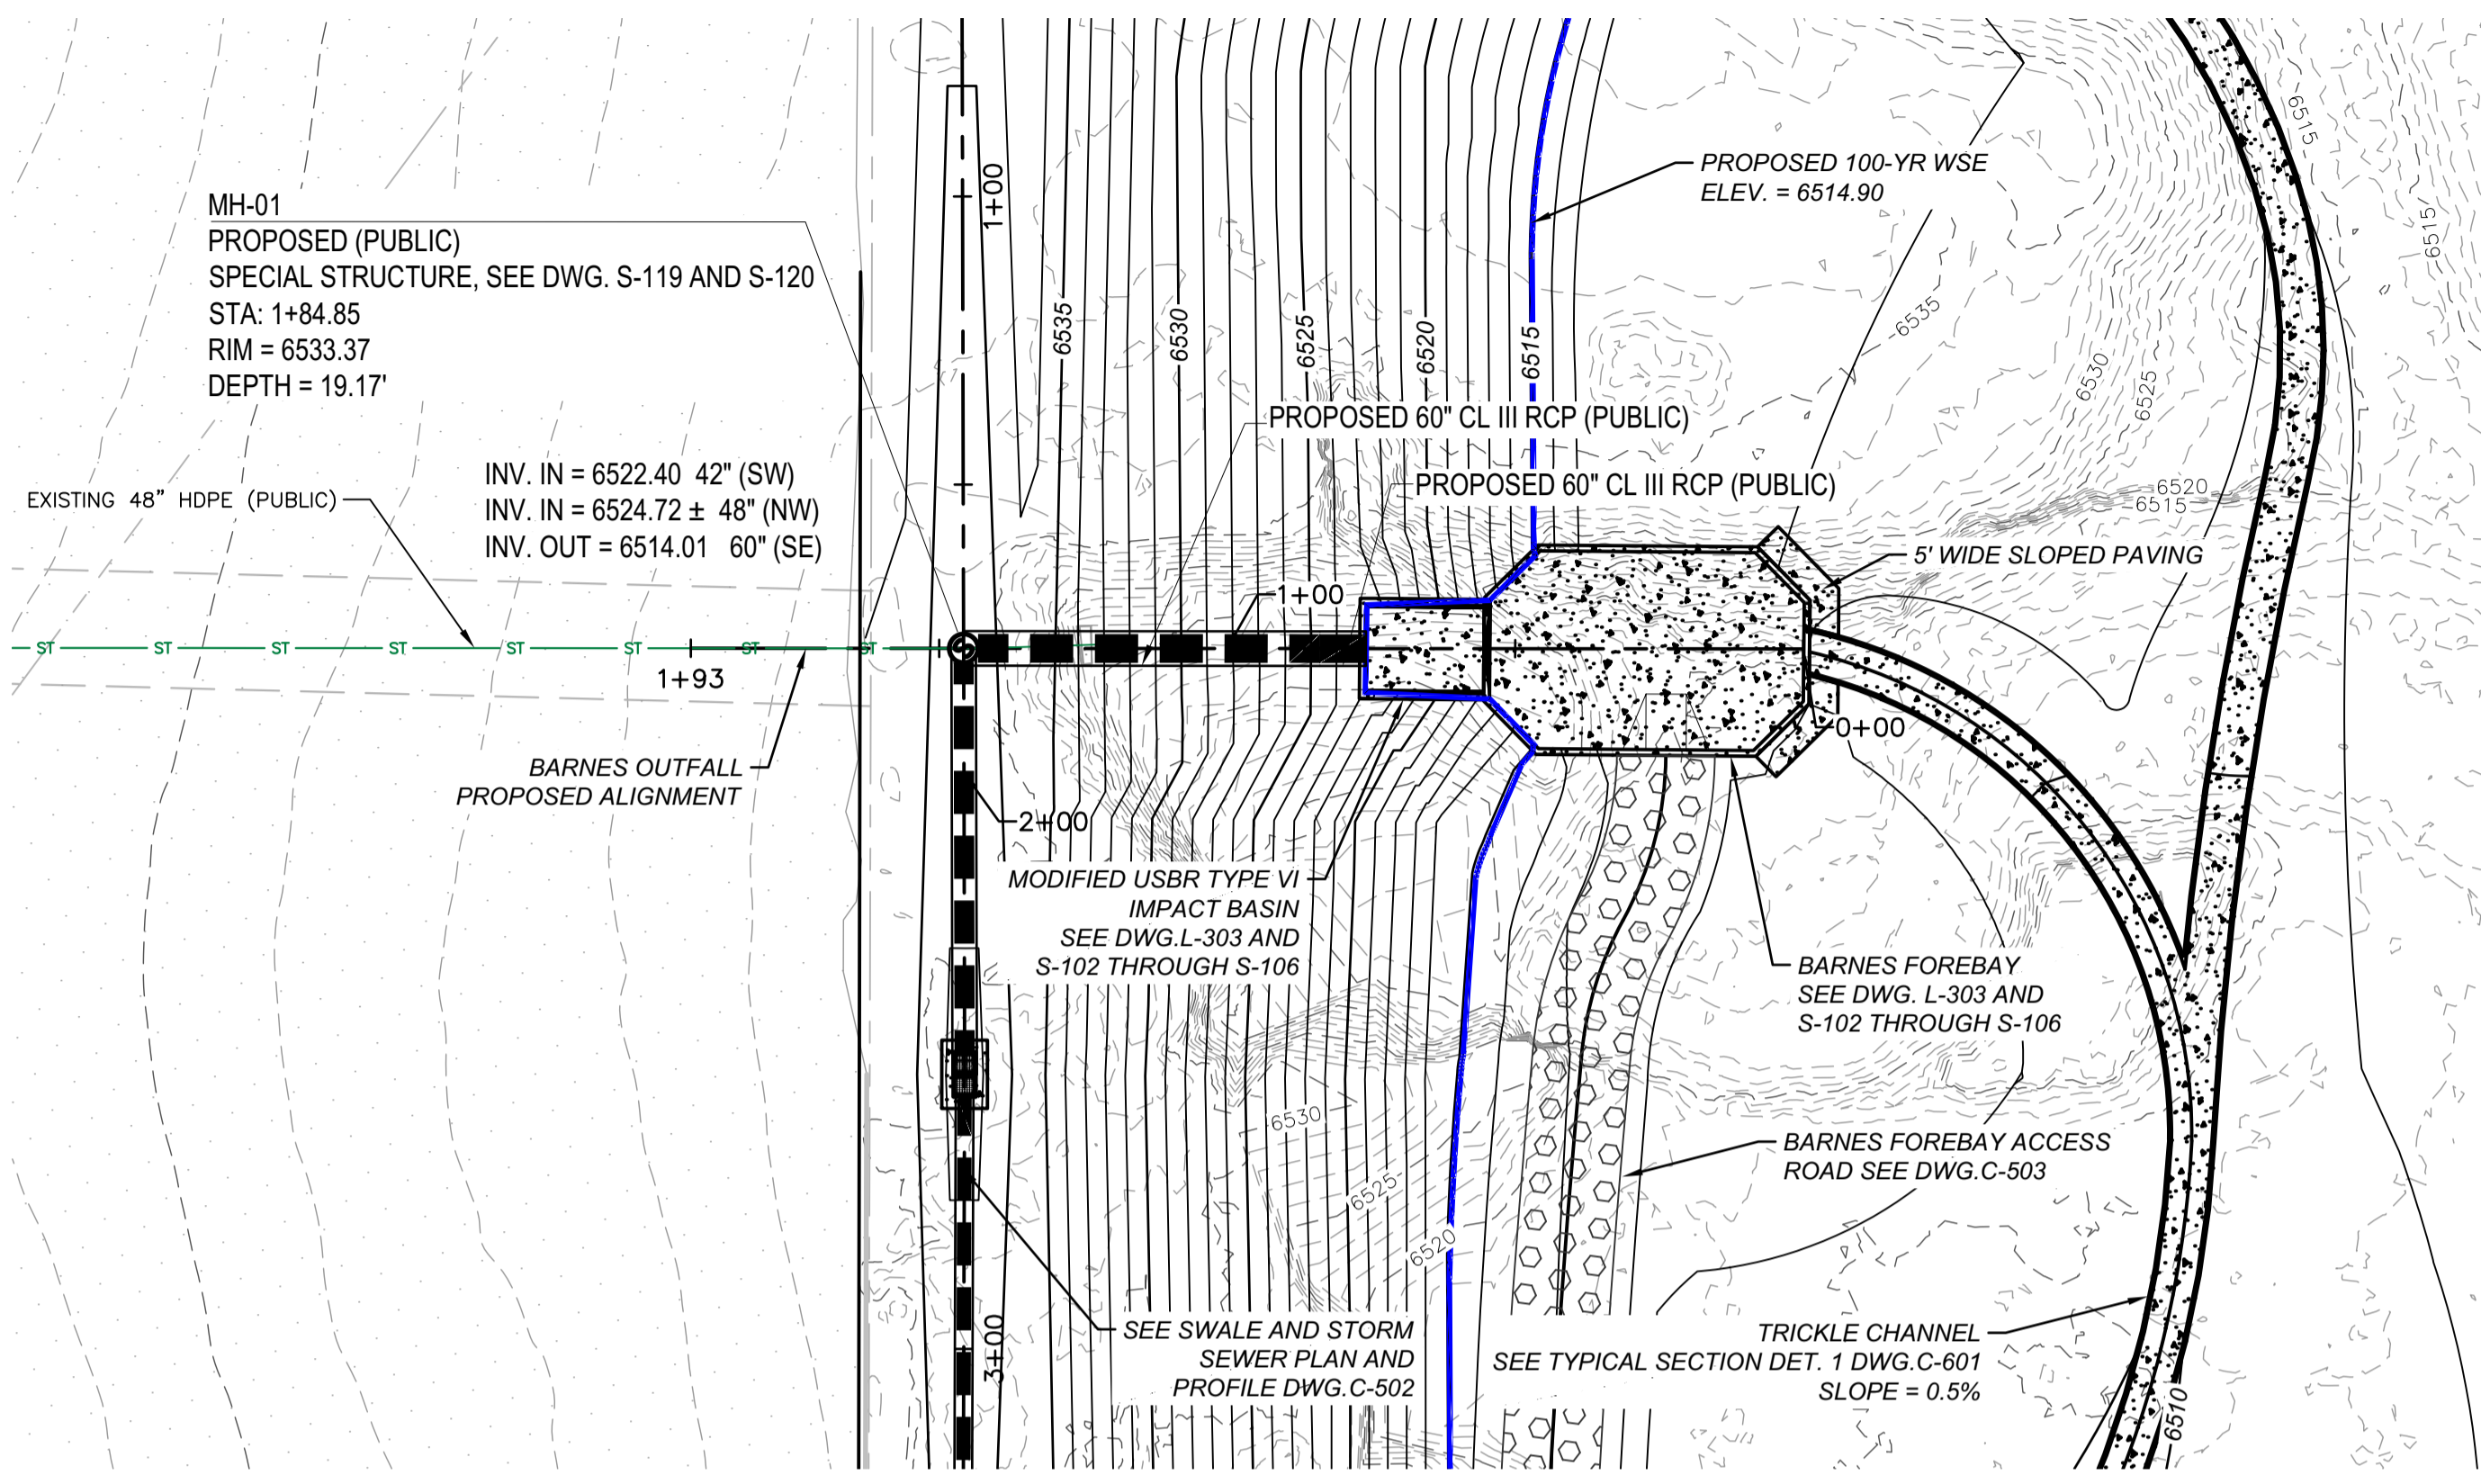 MH-01
PROPOSED (PUBLIC)
SPECIAL STRUCTURE, SEE DWG. S-119 AND S-120
STA: 1+84.85
RIM = 6533.37
DEPTH = 19.17'
INV. IN = 6522.40 42" (SW)
INV. IN = 6524.72 ± 48" (NW)
INV. OUT = 6514.01 60" (SE)
EXISTING 48" HDPE (PUBLIC)
ST ST ST ST ST ST ST ST
1+93
BARNES OUTFALL
PROPOSED ALIGNMENT
1+00
6535
6530
6525
6520
6515
PROPOSED 100-YR WSE
ELEV. = 6514.90
PROPOSED 60" CL III RCP (PUBLIC)
PROPOSED 60" CL III RCP (PUBLIC)
1+00
6515
6515
6535
6530
6525
6520
6515
5' WIDE SLOPED PAVING
0+00
2+00
MODIFIED USBR TYPE VI
IMPACT BASIN
SEE DWG.L-303 AND
S-102 THROUGH S-106
BARNES FOREBAY
SEE DWG. L-303 AND
S-102 THROUGH S-106
6530
6525
6520
BARNES FOREBAY ACCESS
ROAD SEE DWG.C-503
3+00
SEE SWALE AND STORM
SEWER PLAN AND
PROFILE DWG.C-502
TRICKLE CHANNEL
SEE TYPICAL SECTION DET. 1 DWG.C-601
SLOPE = 0.5%
6510